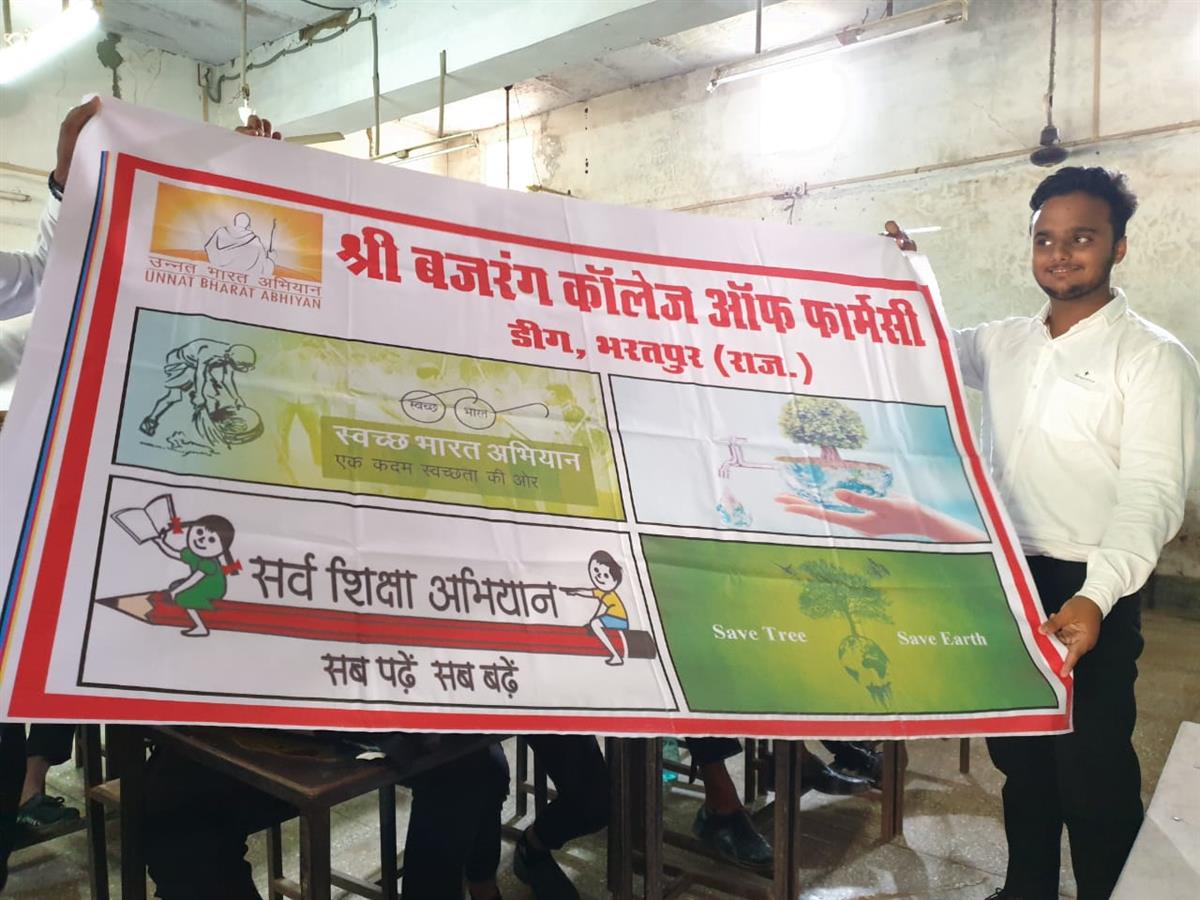 उन्नत भारत अभियान
UNNAT BHARAT ABHIYAN
श्री बजरंग कॉलेज ऑफ फार्मसी
डीग, भरतपुर (राज.)
स्वच्छ भारत
स्वच्छ भारत अभियान
एक कदम स्वच्छता की ओर
सर्व शिक्षा अभियान
सब पढ़ें सब बढ़ें
Save Tree Save Earth